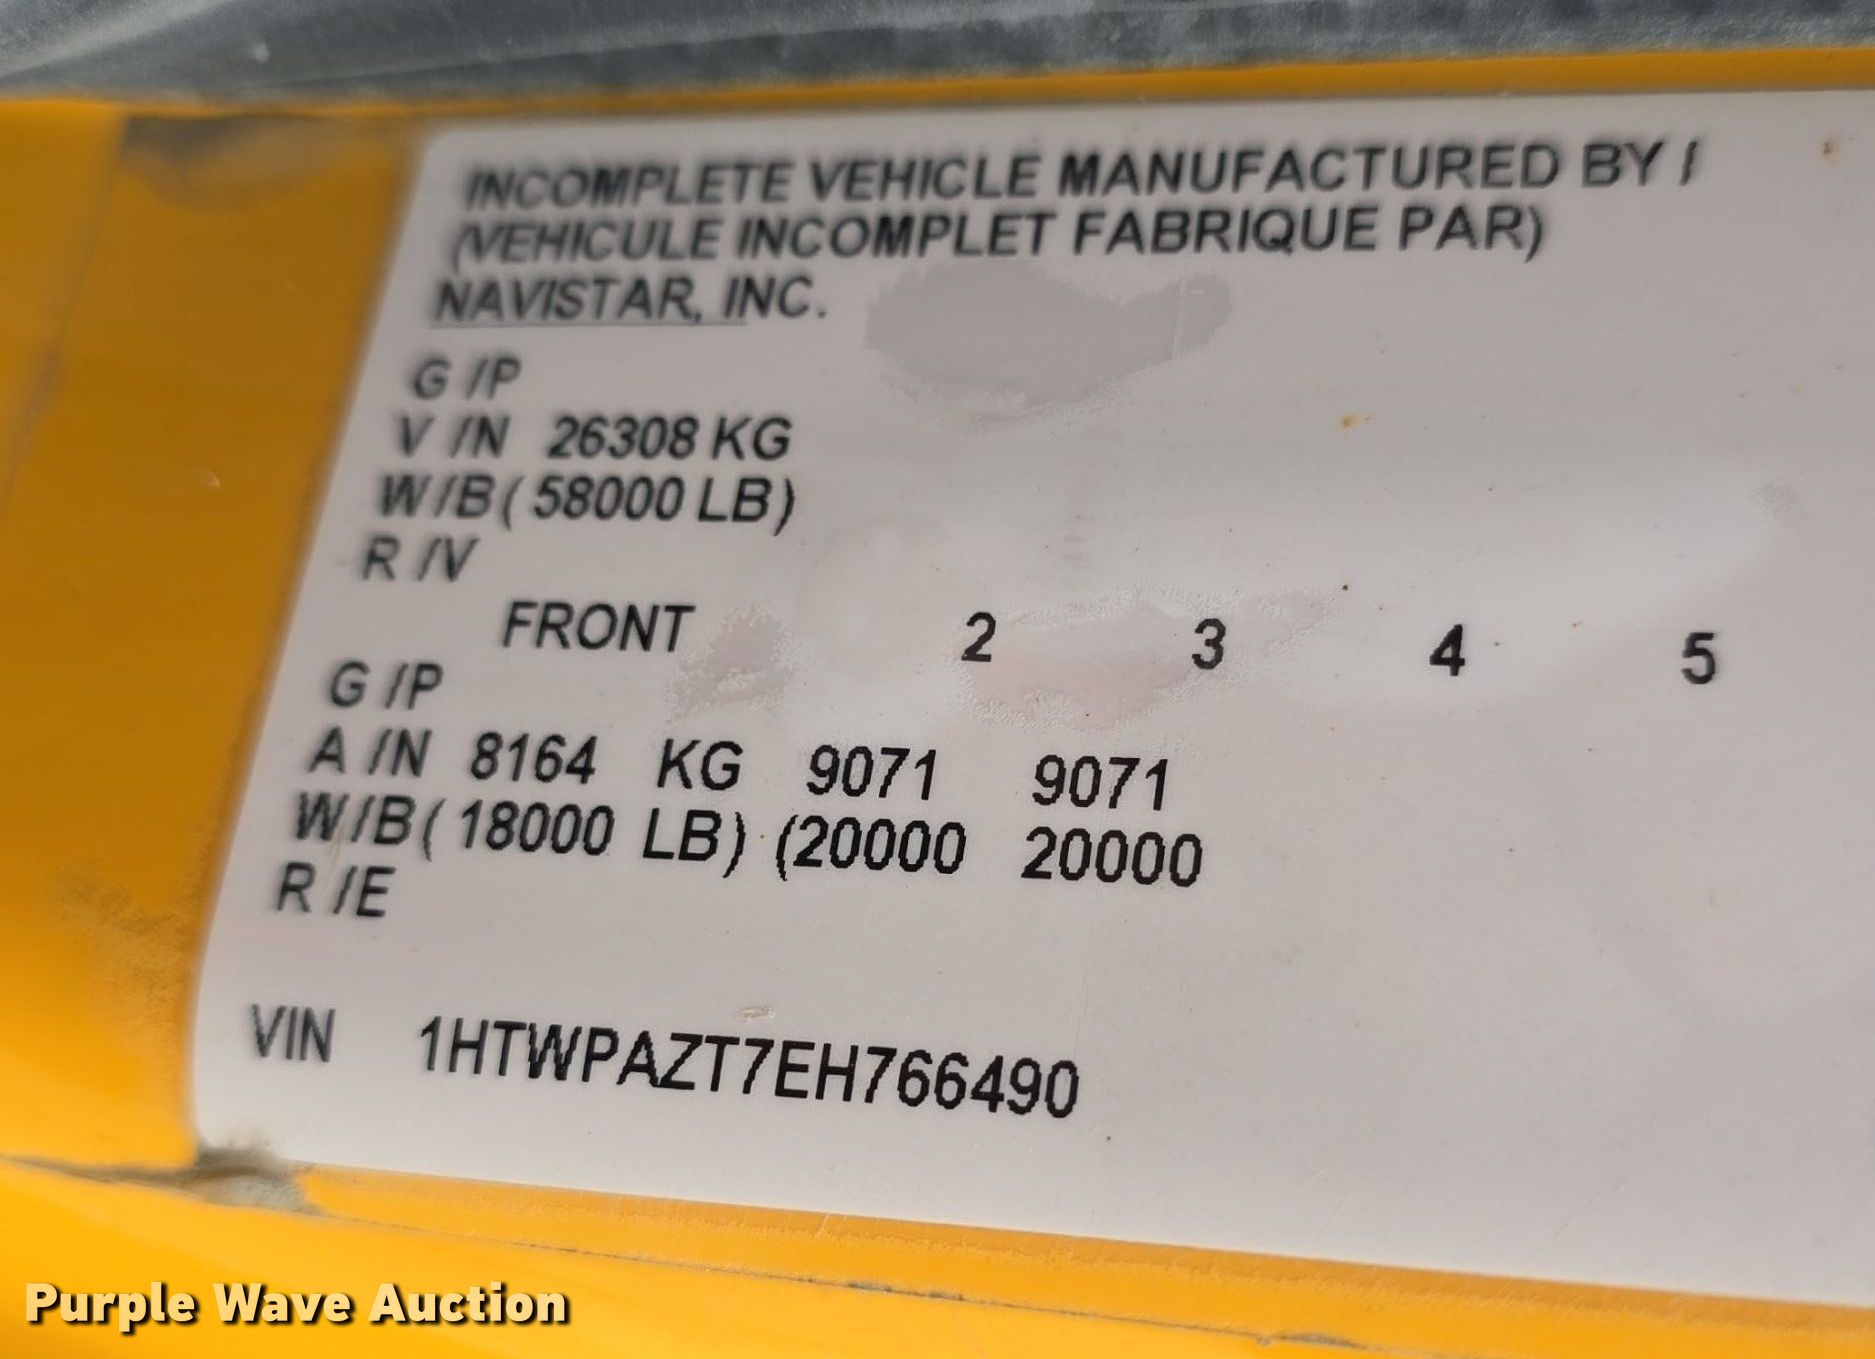 INCOMPLETE VEHICLE MANUFACTURED BY /
(VEHICULE INCOMPLET FABRIQUE PAR)
NAVISTAR, INC.
G /P
V /N 26308 KG
W/B( 58000 LB)
R /V
FRONT 2 3 4 5
G /P
A /N 8164 KG 9071 9071
W/B( 18000 LB) (20000 20000
R /E
VIN 1HTWPAZT7EH766490
Purple Wave Auction